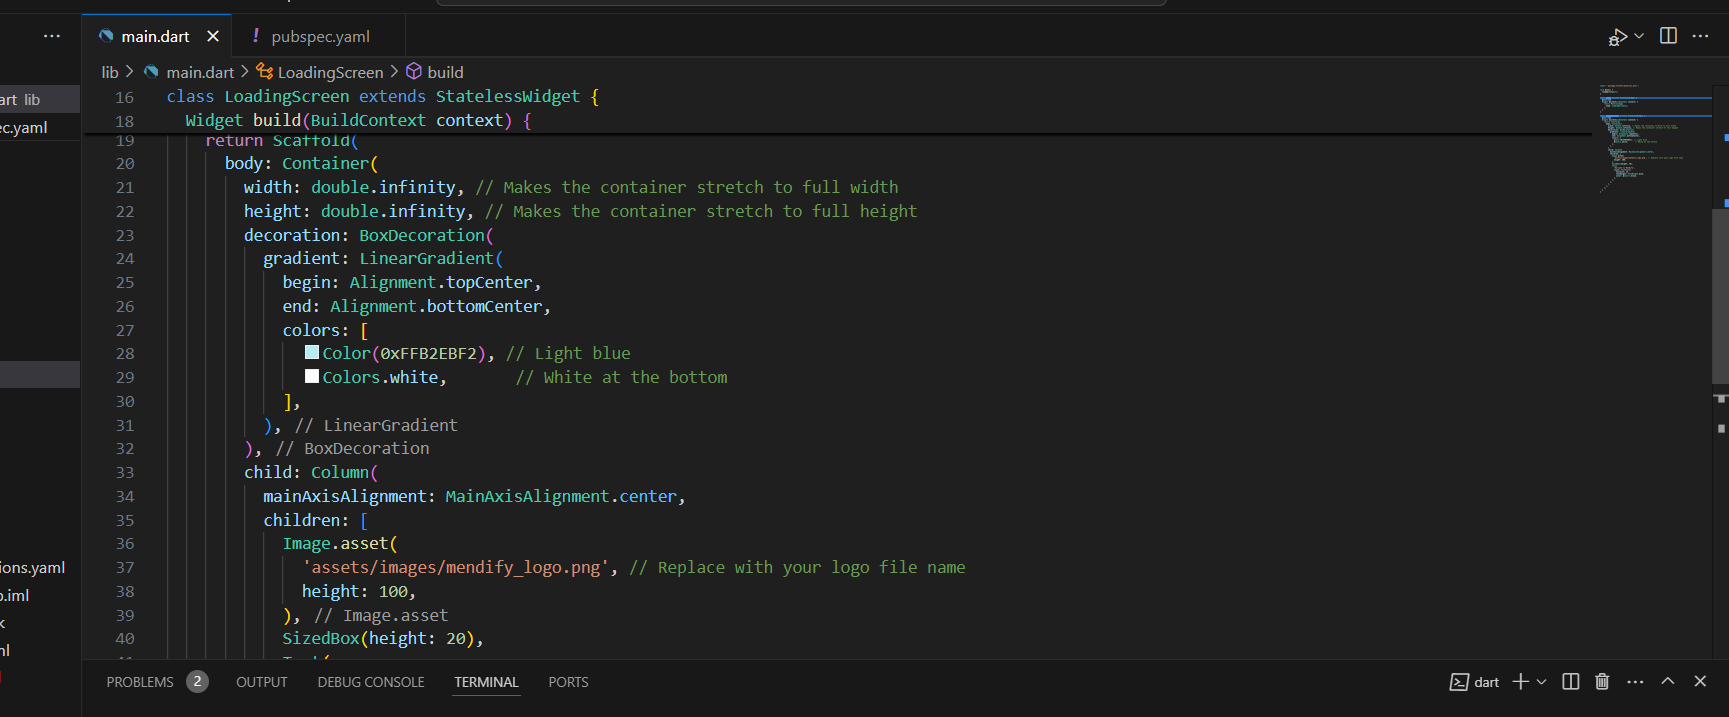 main.dart
! pubspec.yaml
lib > main.dart > LoadingScreen > build
art lib
ec.yaml
16 class LoadingScreen extends StatelessWidget {
18 Widget build(BuildContext context) {
19 return Scaffold(
20 body: Container(
21 width: double.infinity, // Makes the container stretch to full width
22 height: double.infinity, // Makes the container stretch to full height
23 decoration: BoxDecoration(
24 gradient: LinearGradient(
25 begin: Alignment.topCenter,
26 end: Alignment.bottomCenter,
27 colors: [
28 Color(0xFFB2EBF2), // Light blue
29 Colors.white, // White at the bottom
30 ],
31 ), // LinearGradient
32 ), // BoxDecoration
33 child: Column(
34 mainAxisAlignment: MainAxisAlignment.center,
35 children: [
36 Image.asset(
37 'assets/images/mendify_logo.png', // Replace with your logo file name
38 height: 100,
39 ), // Image.asset
40 SizedBox(height: 20),
ions.yaml
o.iml
PROBLEMS 2 OUTPUT DEBUG CONSOLE TERMINAL PORTS
dart